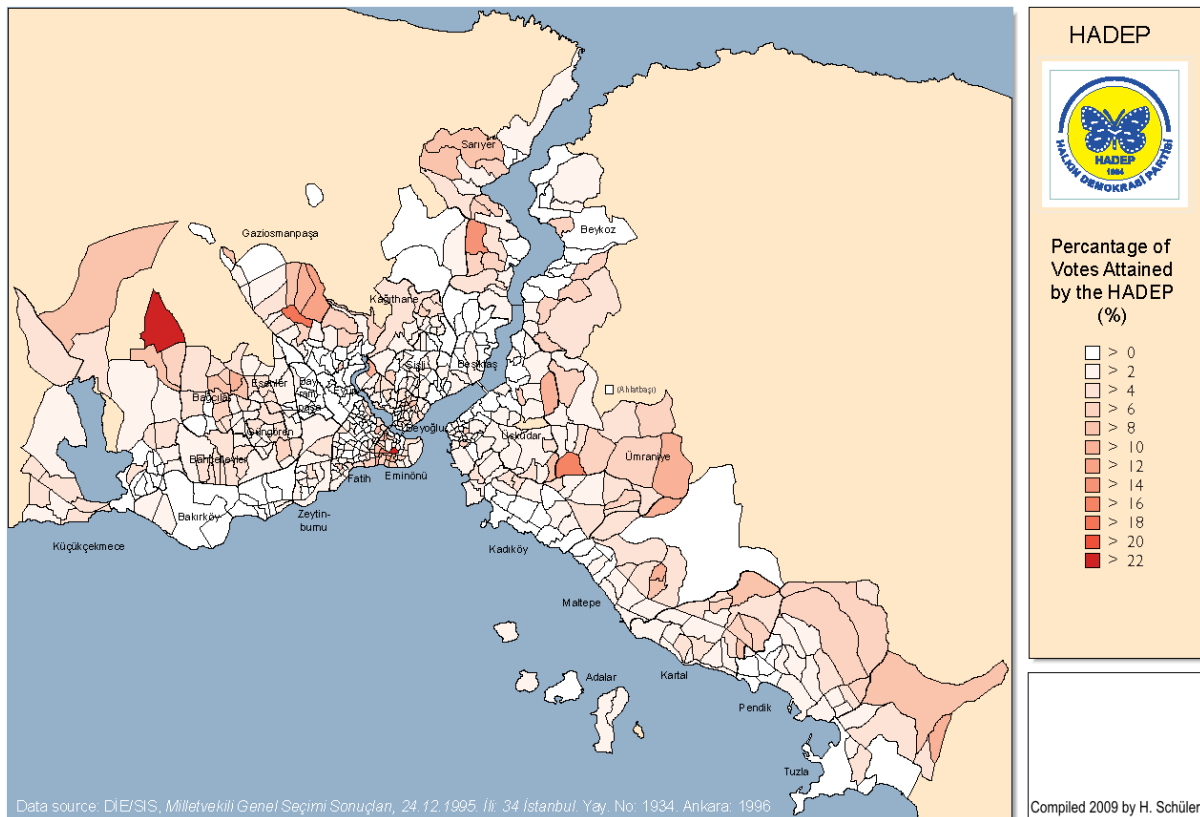 Sarıyer
Beykoz
Gaziosmanpaşa
Kağıthane
Şişli
Beşiktaş
Esenler
Bay-
ram-
paşa
Eyüp
(Ahlatbaşı)
Bağcılar
Güngören
Beyoğlu
Üsküdar
Ümraniye
Bahçelievler
Fatih
Eminönü
Bakırköy
Zeytin-
burnu
Küçükçekmece
Kadıköy
Maltepe
Adalar
Kartal
Pendik
Tuzla
Data source: DİE/SIS, Milletvekili Genel Seçimi Sonuçları, 24.12.1995. İli: 34 İstanbul. Yay. No: 1934. Ankara: 1996
HADEP
HADEP
1994
HALKIN DEMOKRASİ PARTİSİ
Percantage of
Votes Attained
by the HADEP
(%)
> 0
> 2
> 4
> 6
> 8
> 10
> 12
> 14
> 16
> 18
> 20
> 22
Compiled 2009 by H. Schüler